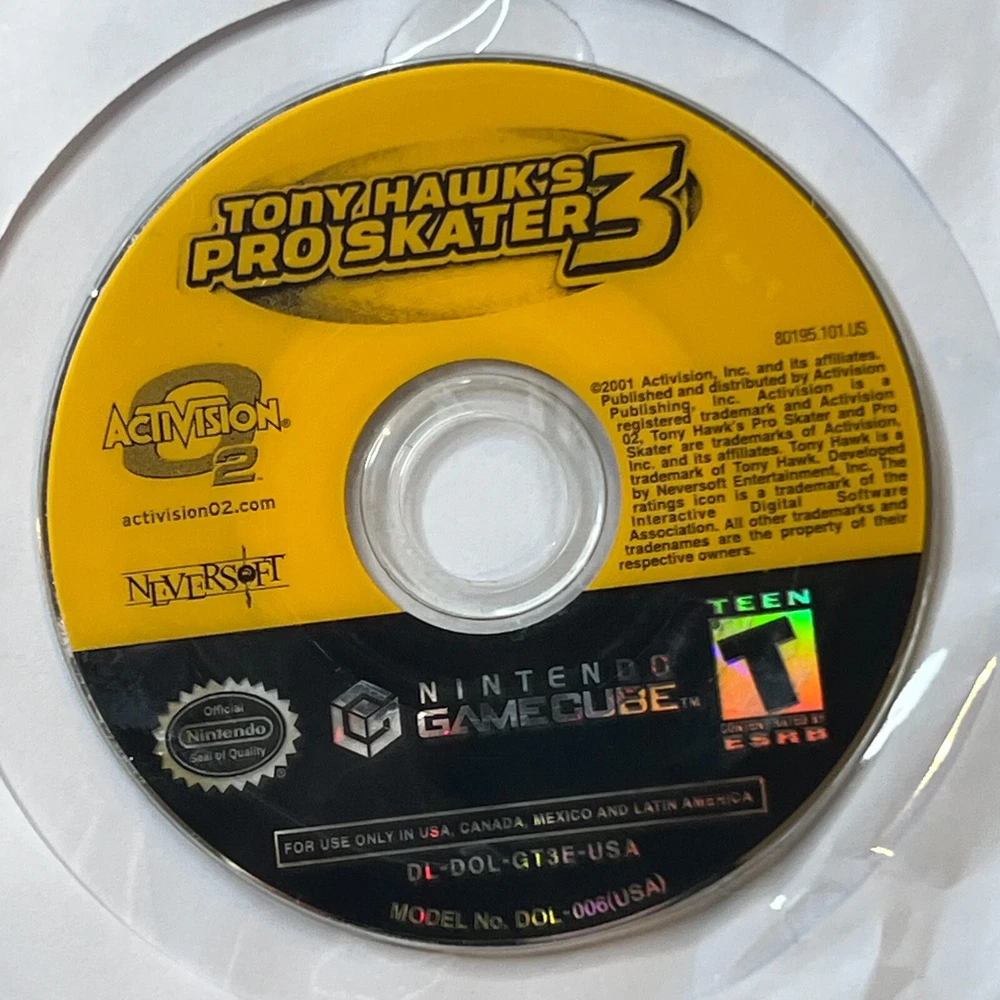 TONY HAWK'S
PRO SKATER 3
80195.101.US
©2001 Activision, Inc. and its affiliates.
Published and distributed by Activision
Publishing, Inc. Activision is a
registered trademark and Activision
O2, Tony Hawk's Pro Skater and Pro
Skater are trademarks of Activision,
Inc. and its affiliates. Tony Hawk is a
trademark of Tony Hawk. Developed
by Neversoft Entertainment, Inc. The
ratings icon is a trademark of the
Interactive Digital Software
Association. All other trademarks and
tradenames are the property of their
respective owners.
ACTIVISION®
O2™
activisionO2.com
NEVERSOFT
TEEN
T
CONTENT RATED BY
ESRB
NINTENDO
GAMECUBE™
Official
Nintendo
Seal of Quality
®
FOR USE ONLY IN USA, CANADA, MEXICO AND LATIN AMERICA
DL-DOL-GT3E-USA
MODEL No. DOL-006(USA)